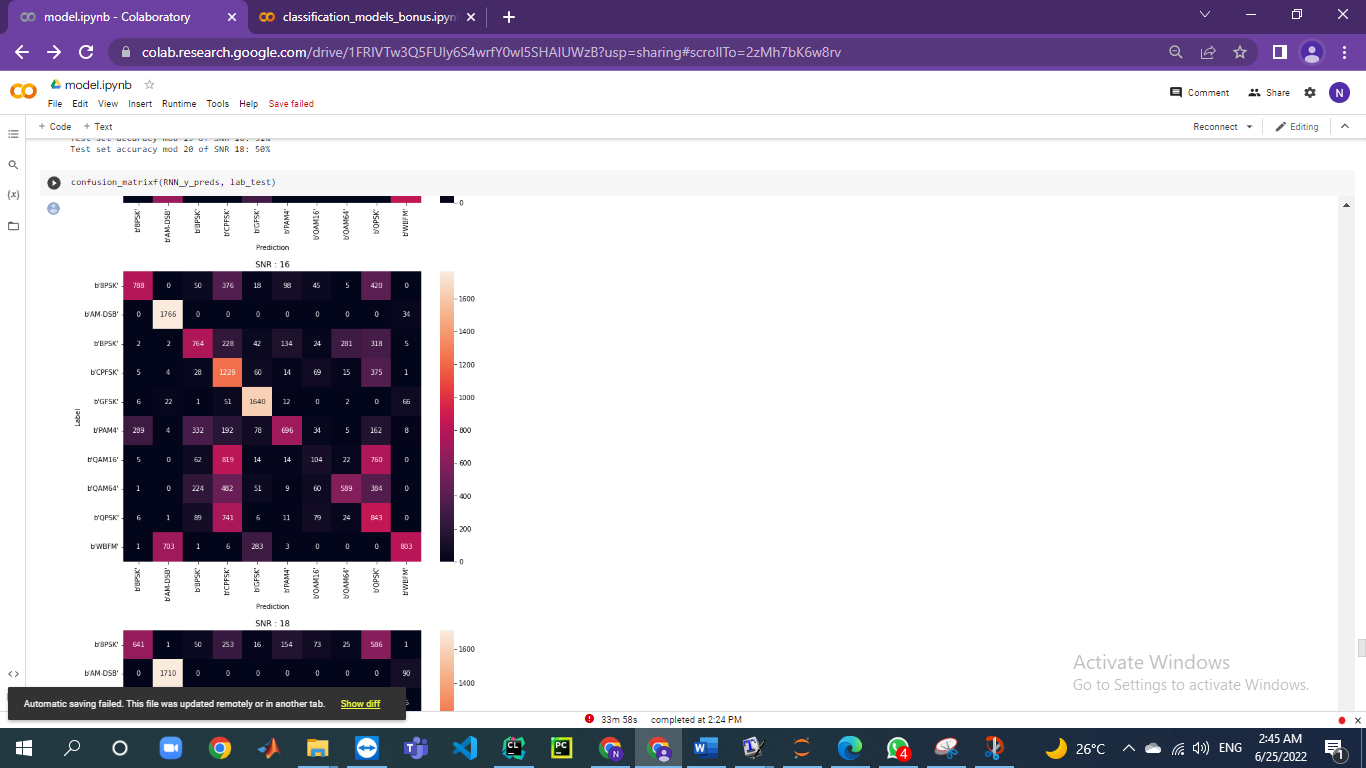 model.ipynb - Colaboratory
classification_models_bonus.ipyn
colab.research.google.com/drive/1FRlVTw3Q5FUly6S4wrfY0wI5SHAlUWzB?usp=sharing#scrollTo=2zMh7bK6w8rv
model.ipynb
Comment Share N
File Edit View Insert Runtime Tools Help Save failed
+ Code + Text Reconnect Editing
Test set accuracy mod 20 of SNR 18: 50%
confusion_matrixf(RNN_y_preds, lab_test)
0
b'8PSK' b'AM-DSB' b'BPSK' b'CPFSK' b'GFSK' b'PAM4' b'QAM16' b'QAM64' b'QPSK' b'WBFM'
Prediction
SNR : 16
b'8PSK' 788 0 50 376 18 98 45 5 420 0
b'AM-DSB' 0 1766 0 0 0 0 0 0 0 34
b'BPSK' 2 2 764 228 42 134 24 281 318 5
b'CPFSK' 5 4 28 1229 60 14 69 15 375 1
b'GFSK' 6 22 1 51 1640 12 0 2 0 66
b'PAM4' 289 4 332 192 78 696 34 5 162 8
b'QAM16' 5 0 62 819 14 14 104 22 760 0
b'QAM64' 1 0 224 482 51 9 60 589 384 0
b'QPSK' 6 1 89 741 6 11 79 24 843 0
b'WBFM' 1 703 1 6 283 3 0 0 0 803
Label
1600
1400
1200
1000
800
600
400
200
0
b'8PSK' b'AM-DSB' b'BPSK' b'CPFSK' b'GFSK' b'PAM4' b'QAM16' b'QAM64' b'QPSK' b'WBFM'
Prediction
SNR : 18
b'8PSK' 641 1 50 253 16 154 73 25 586 1
b'AM-DSB' 0 1710 0 0 0 0 0 0 0 90
1600
1400
Activate Windows
Go to Settings to activate Windows.
Automatic saving failed. This file was updated remotely or in another tab. Show diff
33m 58s completed at 2:24 PM
4
26°C ENG
2:45 AM
6/25/2022
1